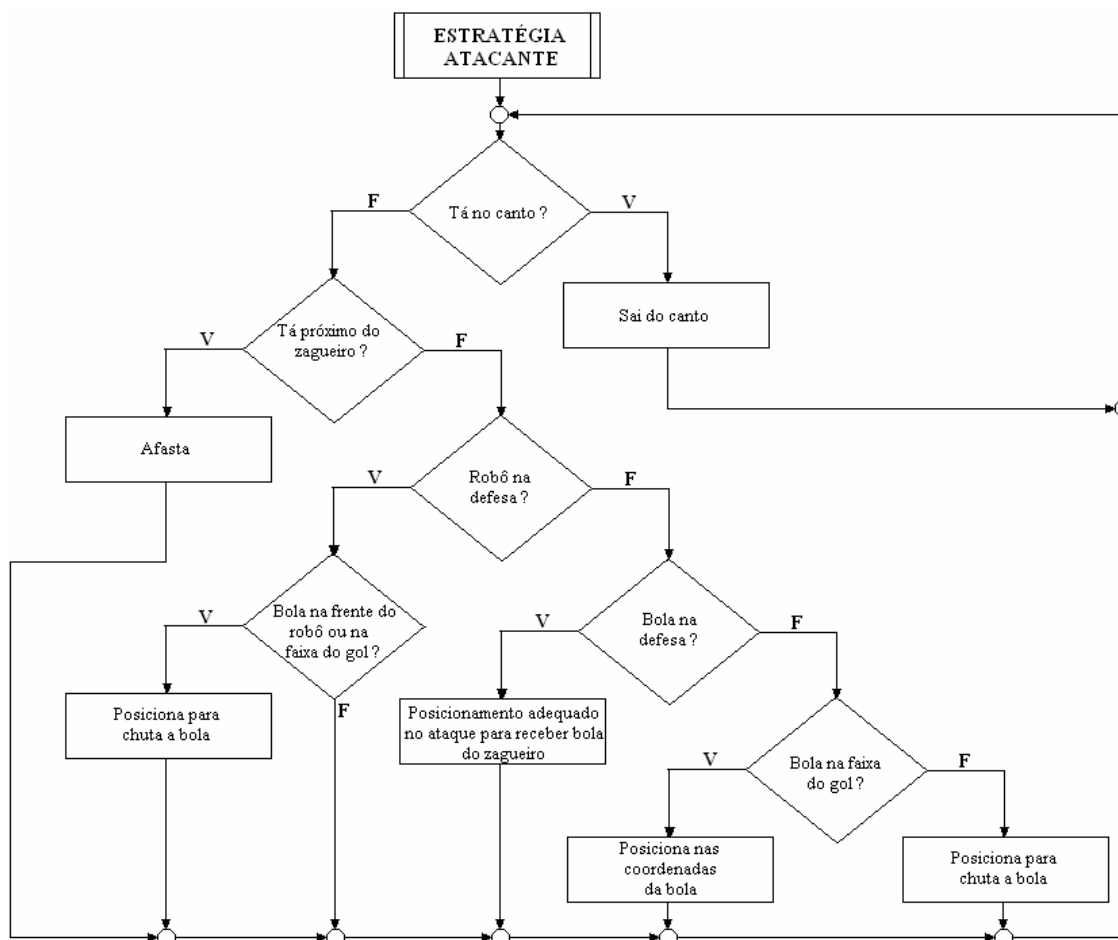 ESTRATÉGIA
ATACANTE
Tá no canto ?
F
V
Sai do canto
Tá próximo do
zagueiro ?
V
F
Afasta
Robô na
defesa ?
V
F
Bola na frente do
robô ou na
faixa do gol ?
V
F
Posiciona para
chuta a bola
Bola na
defesa ?
V
F
Posicionamento adequado
no ataque para receber bola
do zagueiro
Bola na faixa
do gol ?
V
F
Posiciona nas
coordenadas
da bola
Posiciona para
chuta a bola